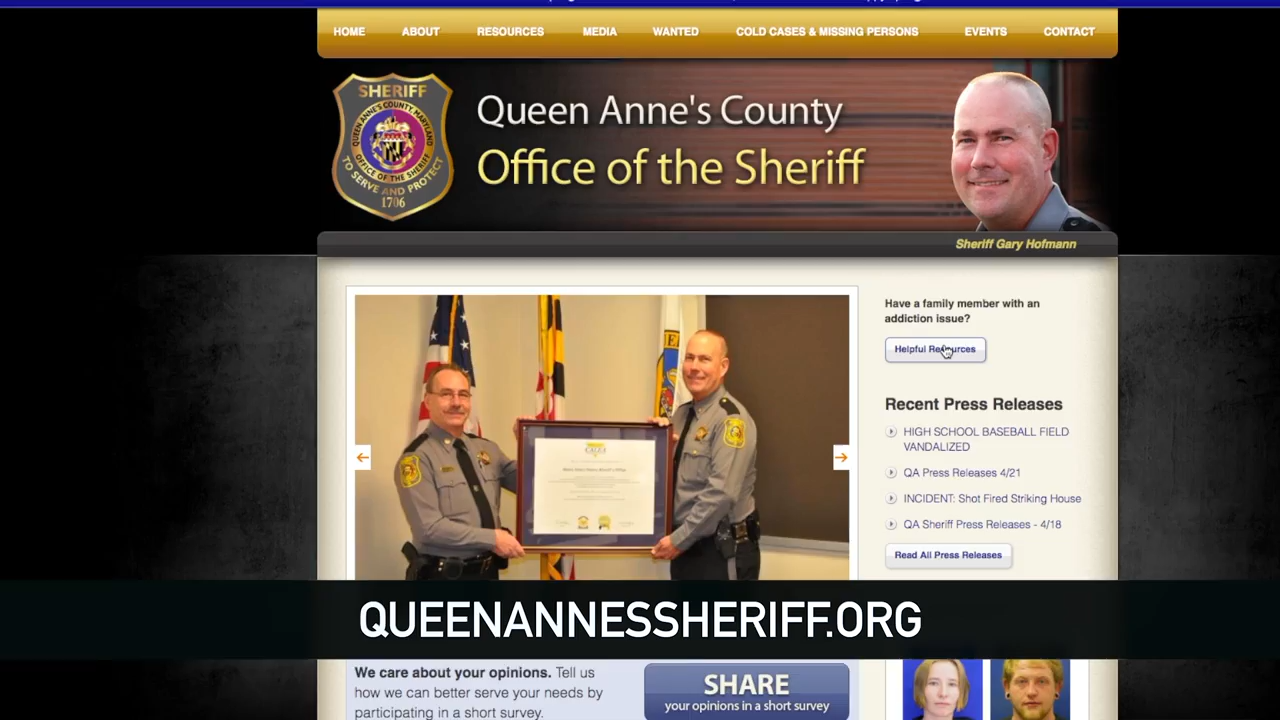 HOME ABOUT RESOURCES MEDIA WANTED COLD CASES & MISSING PERSONS EVENTS CONTACT
SHERIFF
QUEEN ANNE'S COUNTY MARYLAND
OFFICE OF THE SHERIFF
TO SERVE AND PROTECT
1706
Queen Anne's County
Office of the Sheriff
Sheriff Gary Hofmann
Have a family member with an
addiction issue?
Helpful Resources
Recent Press Releases
HIGH SCHOOL BASEBALL FIELD
VANDALIZED
QA Press Releases 4/21
INCIDENT: Shot Fired Striking House
QA Sheriff Press Releases - 4/18
Read All Press Releases
QUEENANNESSHERIFF.ORG
We care about your opinions. Tell us
how we can better serve your needs by
participating in a short survey.
SHARE
your opinions in a short survey